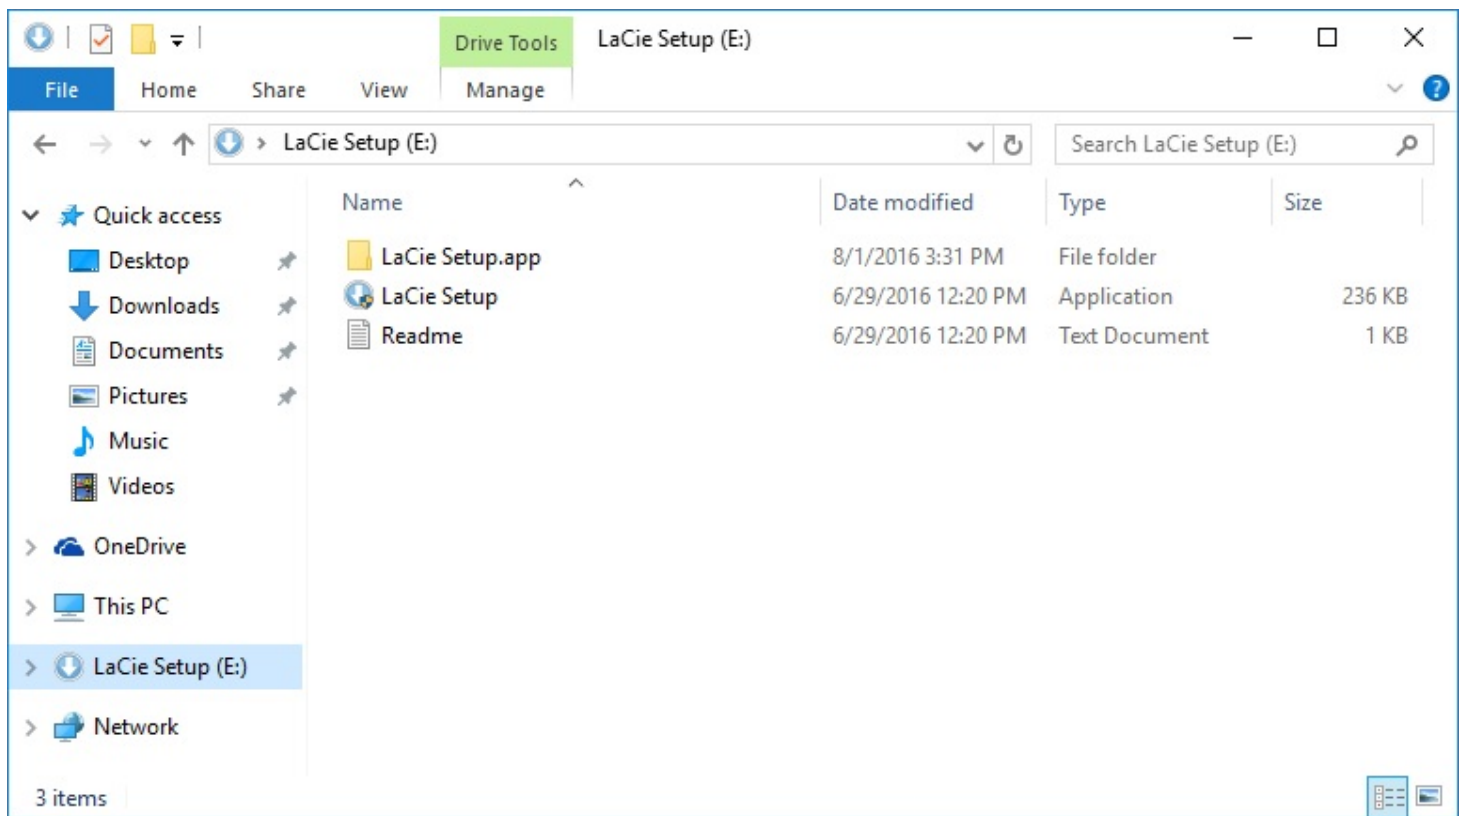 Drive Tools LaCie Setup (E:)
File Home Share View Manage
LaCie Setup (E:) Search LaCie Setup (E:)
Name Date modified Type Size
Quick access
Desktop
Downloads
Documents
Pictures
Music
Videos
OneDrive
This PC
LaCie Setup (E:)
Network
LaCie Setup.app 8/1/2016 3:31 PM File folder
LaCie Setup 6/29/2016 12:20 PM Application 236 KB
Readme 6/29/2016 12:20 PM Text Document 1 KB
3 items